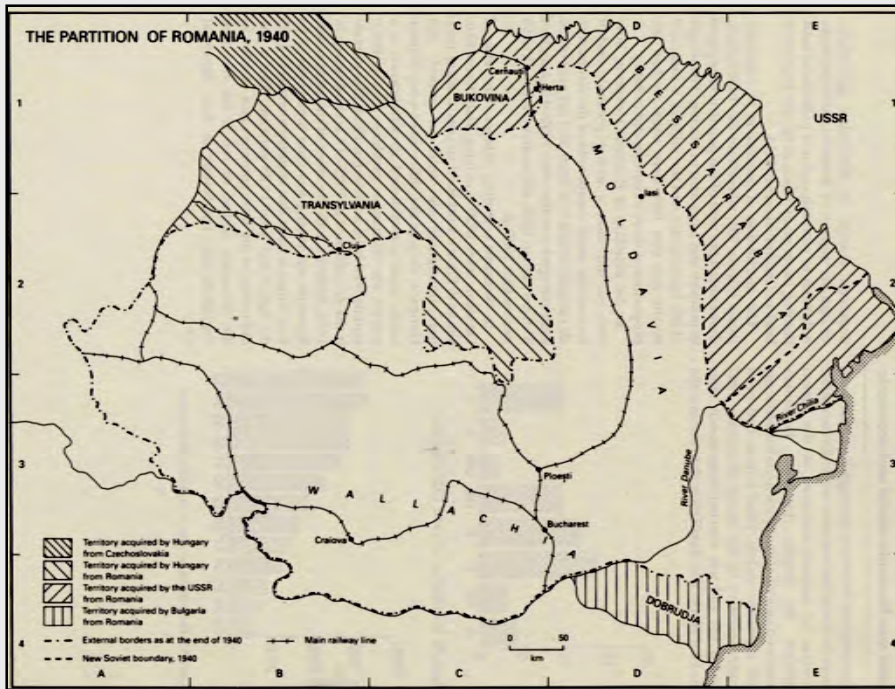 THE PARTITION OF ROMANIA, 1940
C
D
E
1
Cernauti
Herta
BUKOVINA
BESSARABIA
USSR
1
MOLDAVIA
Iasi
TRANSYLVANIA
Cluj
2
2
River Chilia
3
3
Ploesti
River Danube
WALLACHIA
Bucharest
Craiova
Territory acquired by Hungary
from Czechoslovakia
Territory acquired by Hungary
from Romania
Territory acquired by the USSR
from Romania
Territory acquired by Bulgaria
from Romania
DOBRUDJA
External borders as at the end of 1940
Main railway line
New Soviet boundary, 1940
0 50
km
4
4
A
B
C
D
E